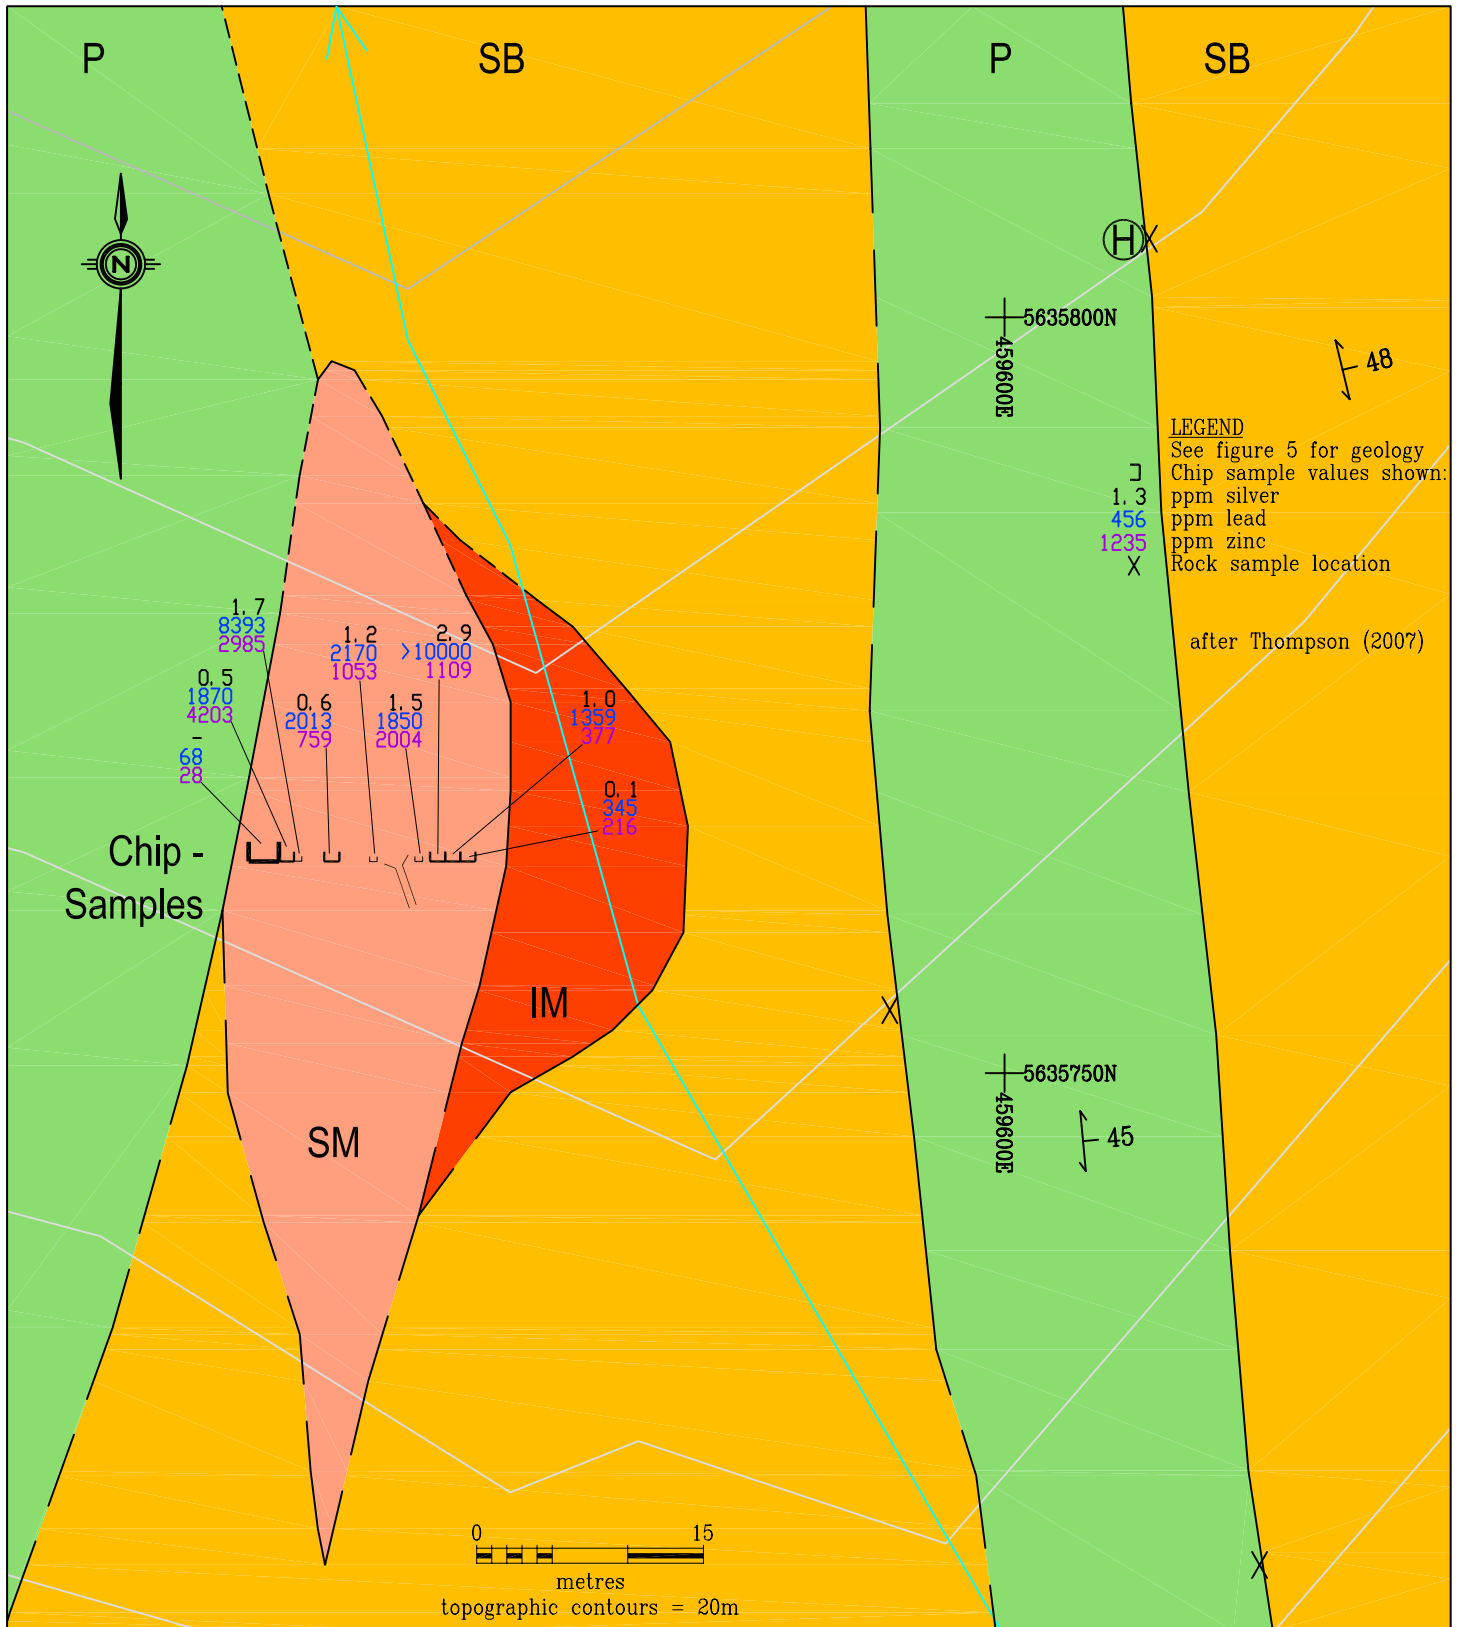 P
SB
P
SB
N
H
5635800N
459600E
48
LEGEND
See figure 5 for geology
Chip sample values shown:
1.3 ppm silver
456 ppm lead
1235 ppm zinc
X Rock sample location
after Thompson (2007)
1.7
8393
2985
1.2
2170
1053
2.9
>10000
1109
0.5
1870
4203
0.6
2013
759
1.5
1850
2004
1.0
1359
377
-
68
28
0.1
345
216
Chip -
Samples
IM
SM
5635750N
459600E
45
0 15
metres
topographic contours = 20m